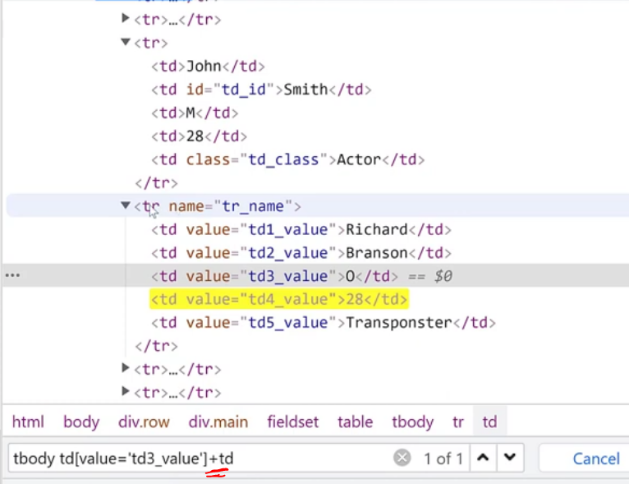 ▶<tr>…</tr>
▼<tr>
<td>John</td>
<td id="td_id">Smith</td>
<td>M</td>
<td>28</td>
<td class="td_class">Actor</td>
</tr>
▼<tr name="tr_name">
<td value="td1_value">Richard</td>
<td value="td2_value">Branson</td>
... <td value="td3_value">O</td> == $0
<td value="td4_value">28</td>
<td value="td5_value">Transponster</td>
</tr>
▶<tr>…</tr>
▶<tr>…</tr>
html body div.row div.main fieldset table tbody tr td
tbody td[value='td3_value']+td 1 of 1 Cancel